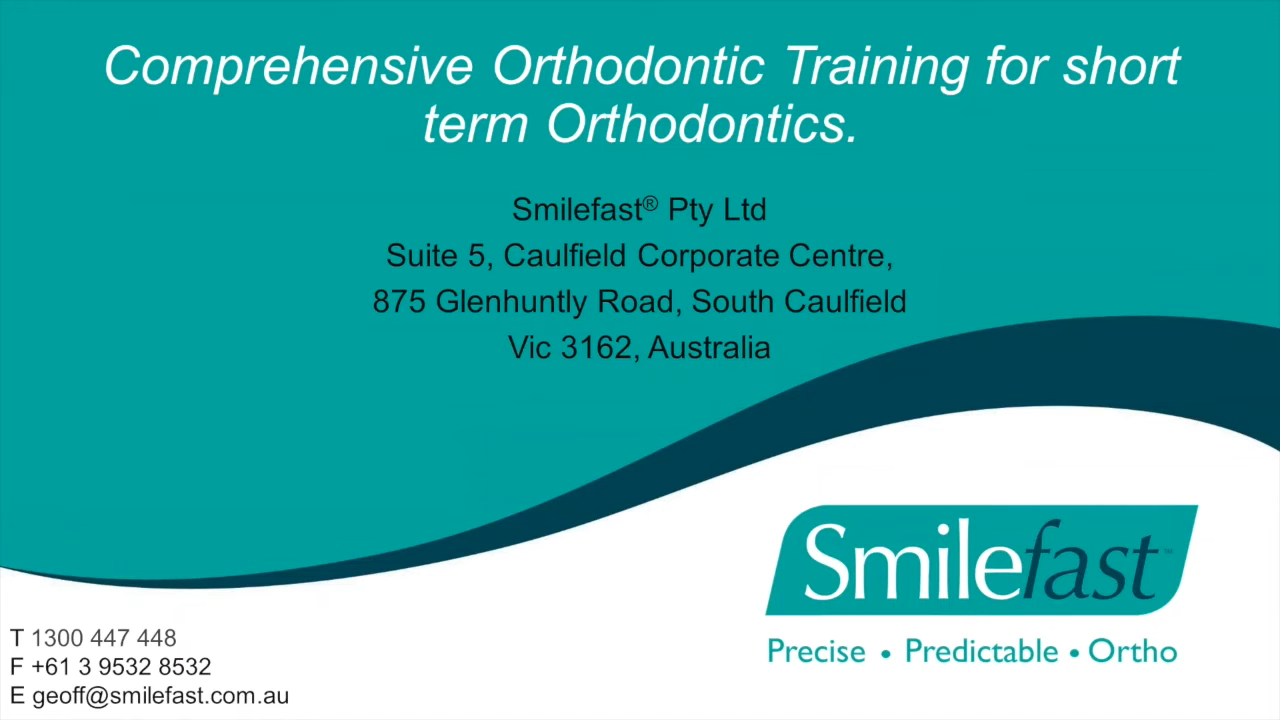 Comprehensive Orthodontic Training for short
term Orthodontics.
Smilefast® Pty Ltd
Suite 5, Caulfield Corporate Centre,
875 Glenhuntly Road, South Caulfield
Vic 3162, Australia
Smilefast™
Precise • Predictable • Ortho
T 1300 447 448
F +61 3 9532 8532
E geoff@smilefast.com.au